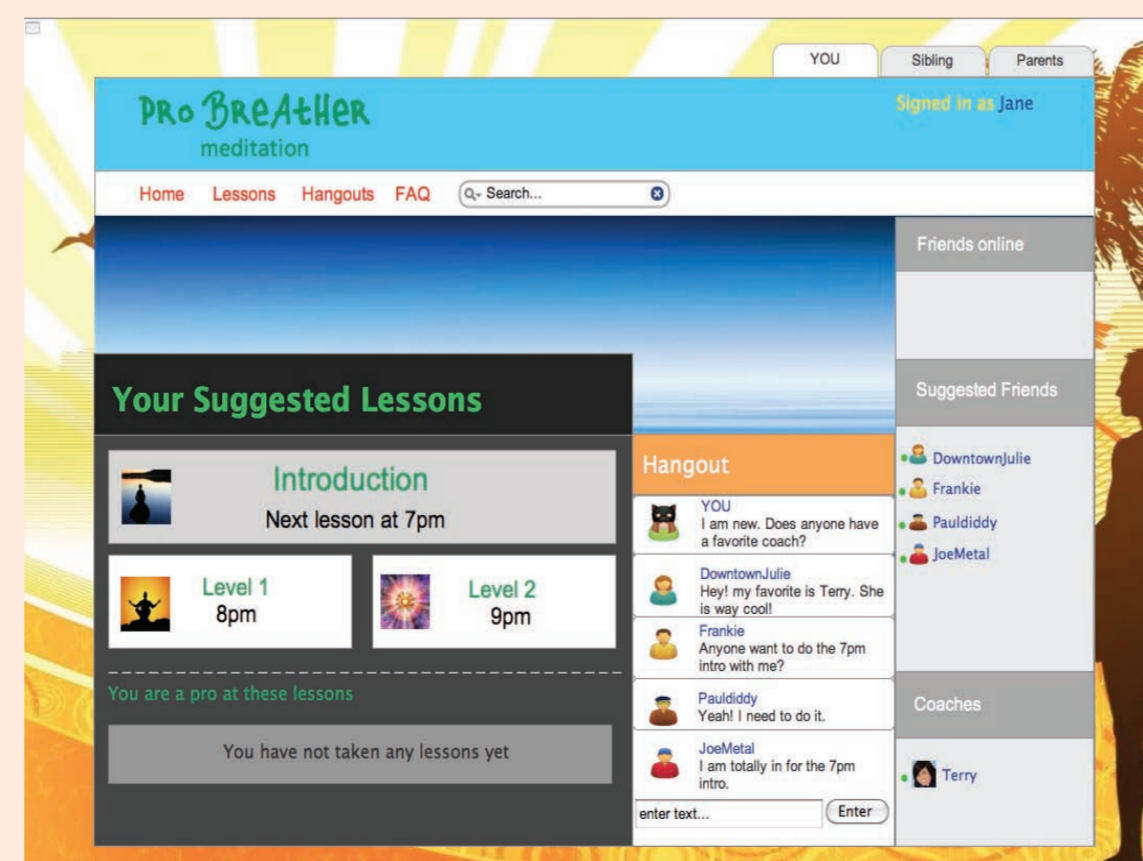 YOU
Sibling
Parents
PRO BREATHER
meditation
Signed in as Jane
Home
Lessons
Hangouts
FAQ
Search...
Friends online
Suggested Friends
DowntownJulie
Frankie
Pauldiddy
JoeMetal
Coaches
Terry
Your Suggested Lessons
Introduction
Next lesson at 7pm
Level 1
8pm
Level 2
9pm
You are a pro at these lessons
You have not taken any lessons yet
Hangout
YOU
I am new. Does anyone have
a favorite coach?
DowntownJulie
Hey! my favorite is Terry. She
is way cool!
Frankie
Anyone want to do the 7pm
intro with me?
Pauldiddy
Yeah! I need to do it.
JoeMetal
I am totally in for the 7pm
intro.
enter text...
Enter